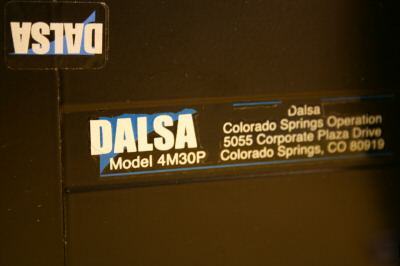 DALSA
DALSA
Model 4M30P
Dalsa
Colorado Springs Operation
5055 Corporate Plaza Drive
Colorado Springs, CO 80919